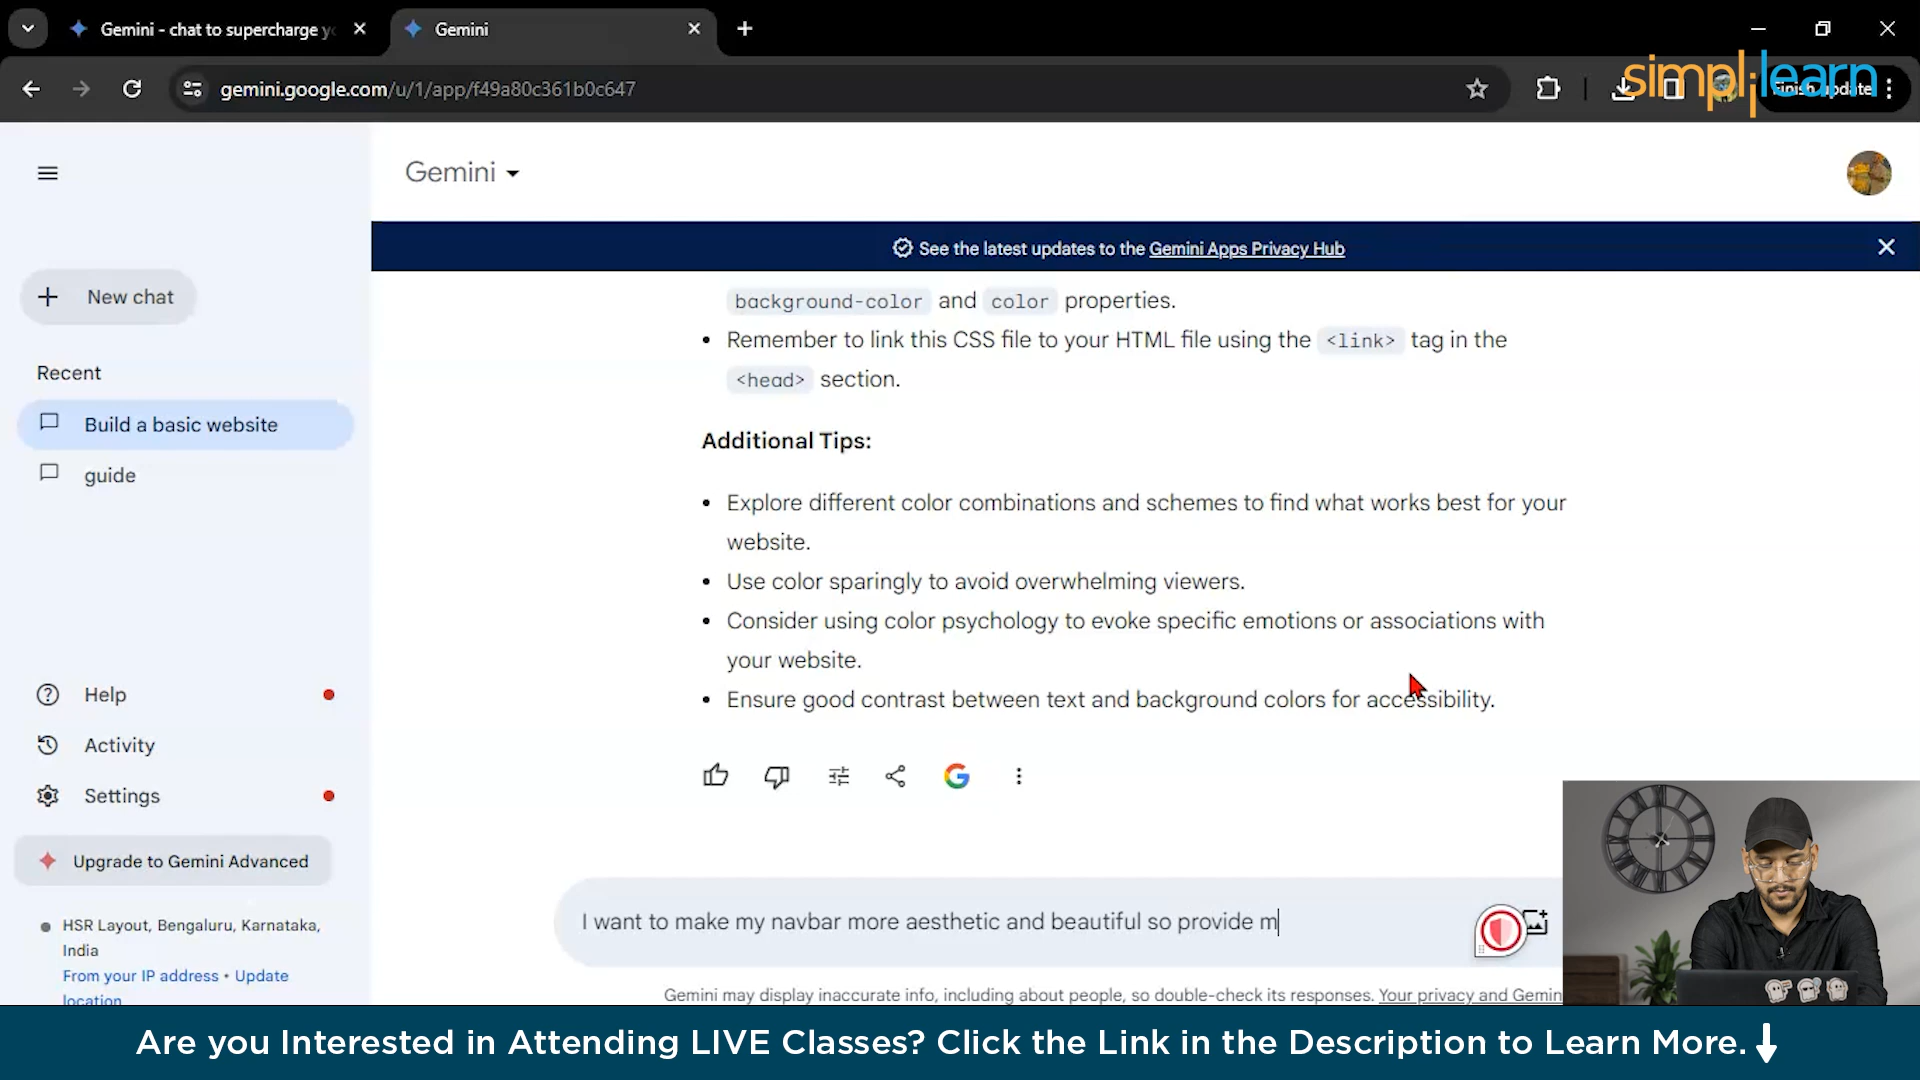 Gemini - chat to supercharge y
Gemini
gemini.google.com/u/1/app/f49a80c361b0c647
Finish update
simplilearn
Gemini
See the latest updates to the Gemini Apps Privacy Hub
New chat
Recent
Build a basic website
guide
Help
Activity
Settings
Upgrade to Gemini Advanced
HSR Layout, Bengaluru, Karnataka,
India
From your IP address • Update
location
background-color and color properties.
• Remember to link this CSS file to your HTML file using the <link> tag in the
<head> section.
Additional Tips:
• Explore different color combinations and schemes to find what works best for your
website.
• Use color sparingly to avoid overwhelming viewers.
• Consider using color psychology to evoke specific emotions or associations with
your website.
• Ensure good contrast between text and background colors for accessibility.
I want to make my navbar more aesthetic and beautiful so provide m
Gemini may display inaccurate info, including about people, so double-check its responses. Your privacy and Gemin
Are you Interested in Attending LIVE Classes? Click the Link in the Description to Learn More.